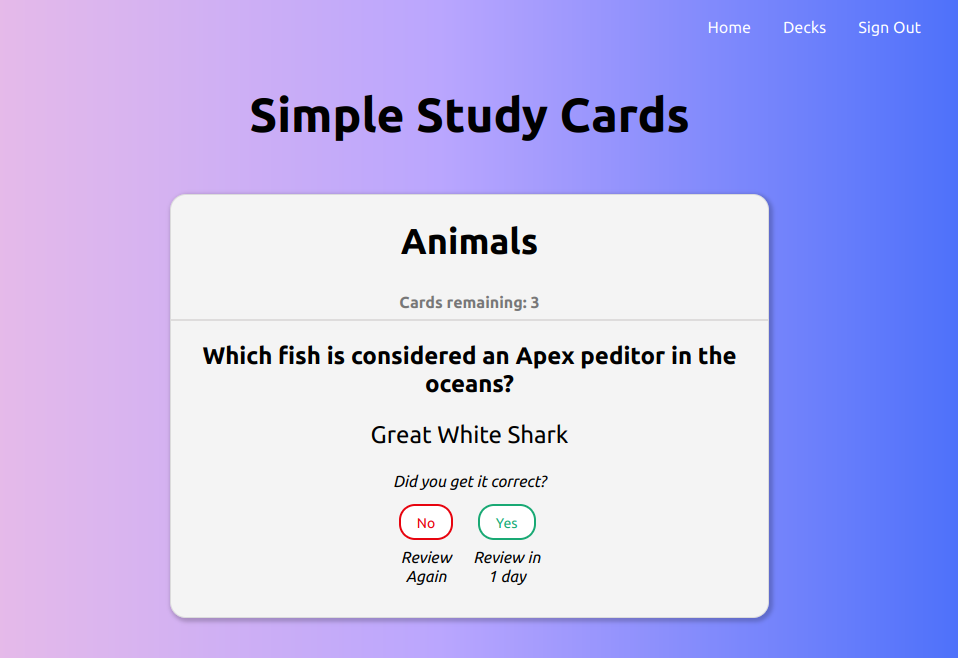 Home Decks Sign Out
Simple Study Cards
Animals
Cards remaining: 3
Which fish is considered an Apex peditor in the
oceans?
Great White Shark
Did you get it correct?
No Yes
Review Review in
Again 1 day